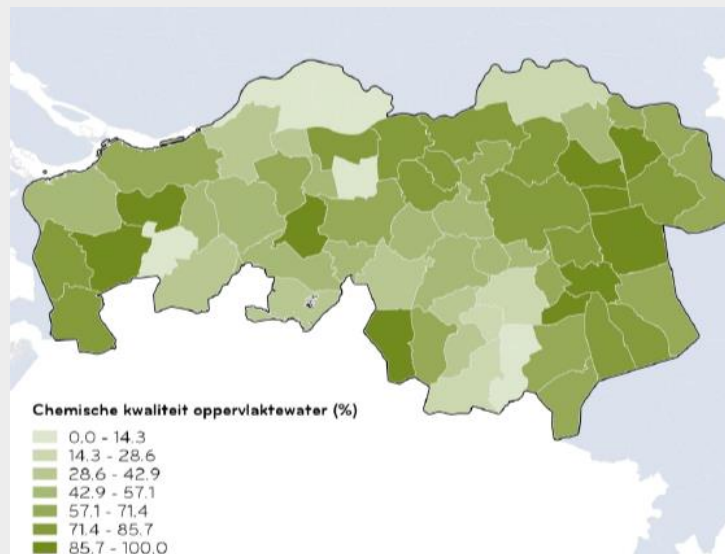 Chemische kwaliteit oppervlaktewater (%)
0.0 - 14.3
14.3 - 28.6
28.6 - 42.9
42.9 - 57.1
57.1 - 71.4
71.4 - 85.7
85.7 - 100.0